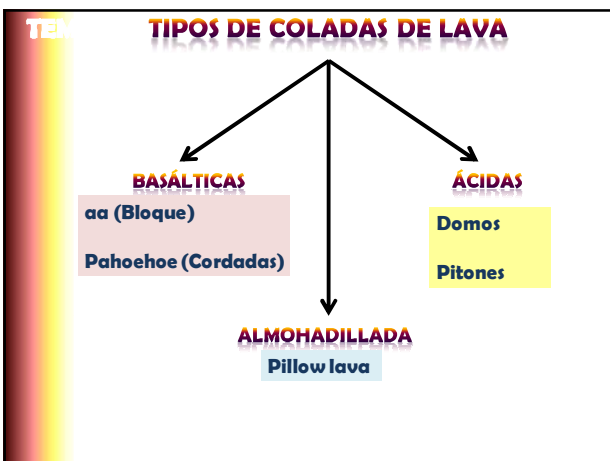 TIPOS DE COLADAS DE LAVA
BASÁLTICAS
aa (Bloque)
Pahoehoe (Cordadas)
ÁCIDAS
Domos
Pitones
ALMOHADILLADA
Pillow lava